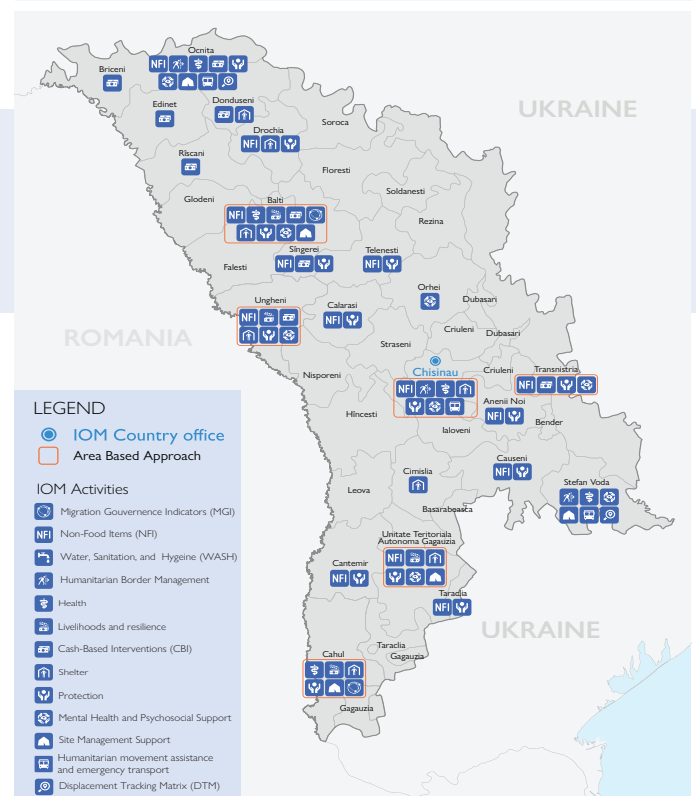 Ocnita
Briceni
NFI
Edinet
Donduseni
Soroca
Drochia
NFI
Rîscani
Floresti
Soldanesti
Glodeni
Balti
NFI
Rezina
Sîngerei
NFI
Telenesti
NFI
Falesti
Orhei
Ungheni
NFI
Calarasi
NFI
Dubasari
Criuleni
Dubasari
Straseni
UKRAINE
ROMANIA
Chisinau
NFI
Criuleni
Transnistria
NFI
Nisporeni
Anenii Noi
NFI
Hîncesti
Bender
Ialoveni
Causeni
NFI
Cimislia
Stefan Voda
Leova
Basarabeasca
Unitate Teritoriala
Autonoma Gagauzia
NFI
Cantemir
NFI
Taraclia
NFI
UKRAINE
Taraclia
Gagauzia
Cahul
Gagauzia
LEGEND
IOM Country office
Area Based Approach
IOM Activities
Migration Gouvernence Indicators (MGI)
NFI Non-Food Items (NFI)
Water, Sanitation, and Hygeine (WASH)
Humanitarian Border Management
Health
Livelihoods and resilience
Cash-Based Interventions (CBI)
Shelter
Protection
Mental Health and Psychosocial Support
Site Management Support
Humanitarian movement assistance
and emergency transport
Displacement Tracking Matrix (DTM)